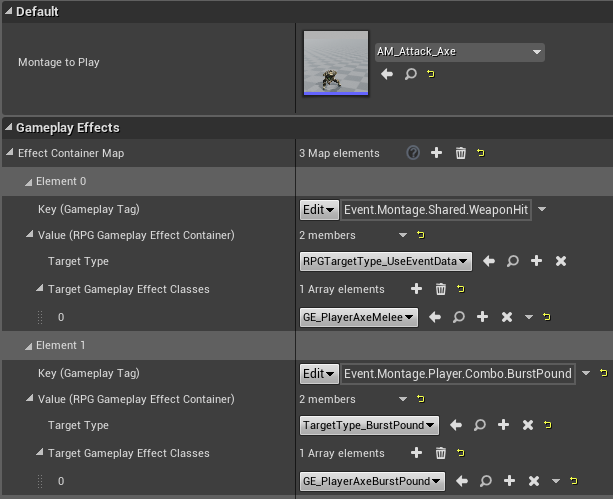 Default
Montage to Play
AM_Attack_Axe
Gameplay Effects
Effect Container Map 3 Map elements ?
Element 0
Key (Gameplay Tag) Edit Event.Montage.Shared.WeaponHit
Value (RPG Gameplay Effect Container) 2 members
Target Type RPGTargetType_UseEventData
Target Gameplay Effect Classes 1 Array elements
0 GE_PlayerAxeMelee
Element 1
Key (Gameplay Tag) Edit Event.Montage.Player.Combo.BurstPound
Value (RPG Gameplay Effect Container) 2 members
Target Type TargetType_BurstPound
Target Gameplay Effect Classes 1 Array elements
0 GE_PlayerAxeBurstPound